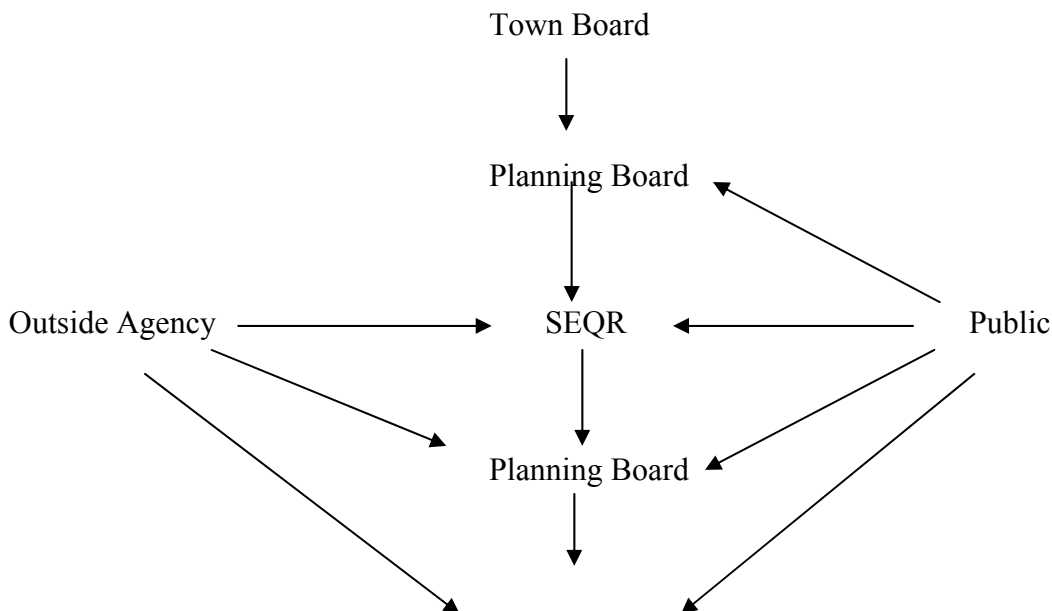 Town Board
Planning Board
Outside Agency
SEQR
Public
Planning Board